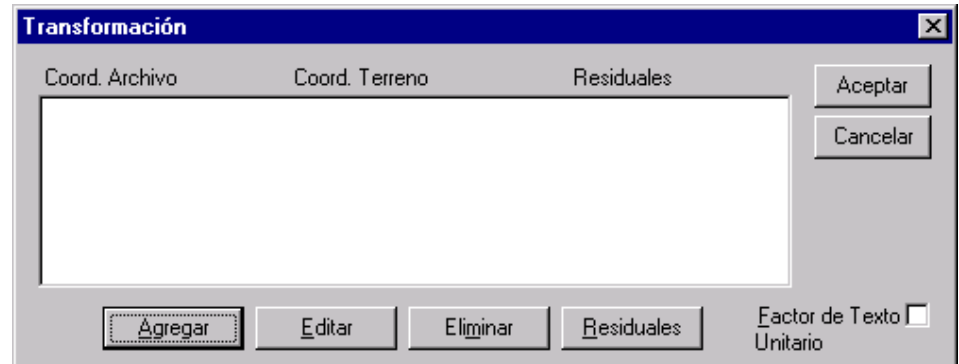 Transformación
Coord. Archivo Coord. Terreno Residuales
Aceptar
Cancelar
Agregar Editar Eliminar Residuales
Factor de Texto
Unitario